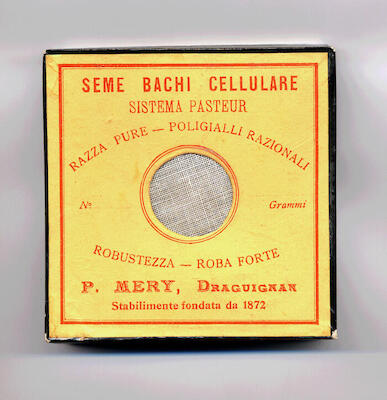 SEME BACHI CELLULARE
SISTEMA PASTEUR
RAZZA PURE — POLIGIALLI RAZIONALI
No Grammi
ROBUSTEZZA — ROBA FORTE
P. MERY, DRAGUIGNAN
Stabilimente fondata da 1872